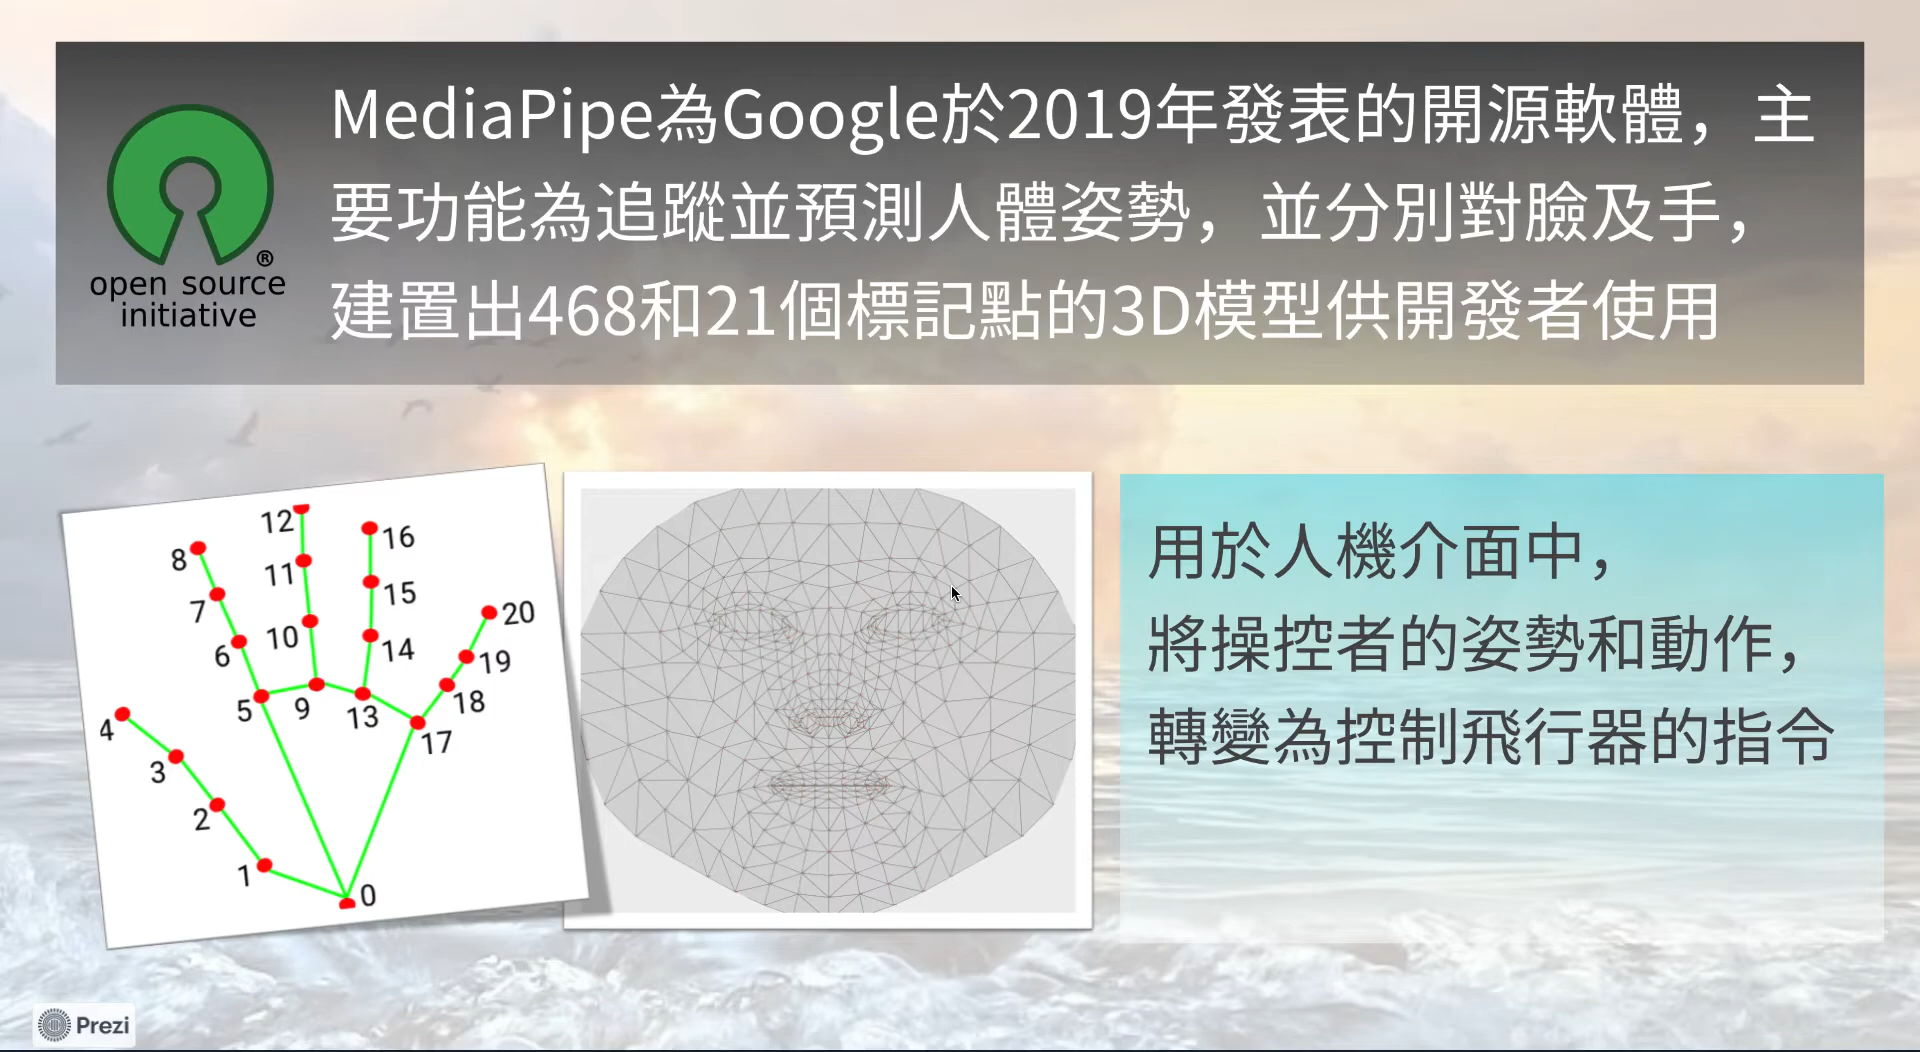 MediaPipe為Google於2019年發表的開源軟體，主
要功能為追蹤並預測人體姿勢，並分別對臉及手，
建置出468和21個標記點的3D模型供開發者使用
®
open source
initiative
12
16
8
11
15
7
10
20
6
14
19
5
9
13
18
4
17
3
2
1
0
用於人機介面中，
將操控者的姿勢和動作，
轉變為控制飛行器的指令
Prezi